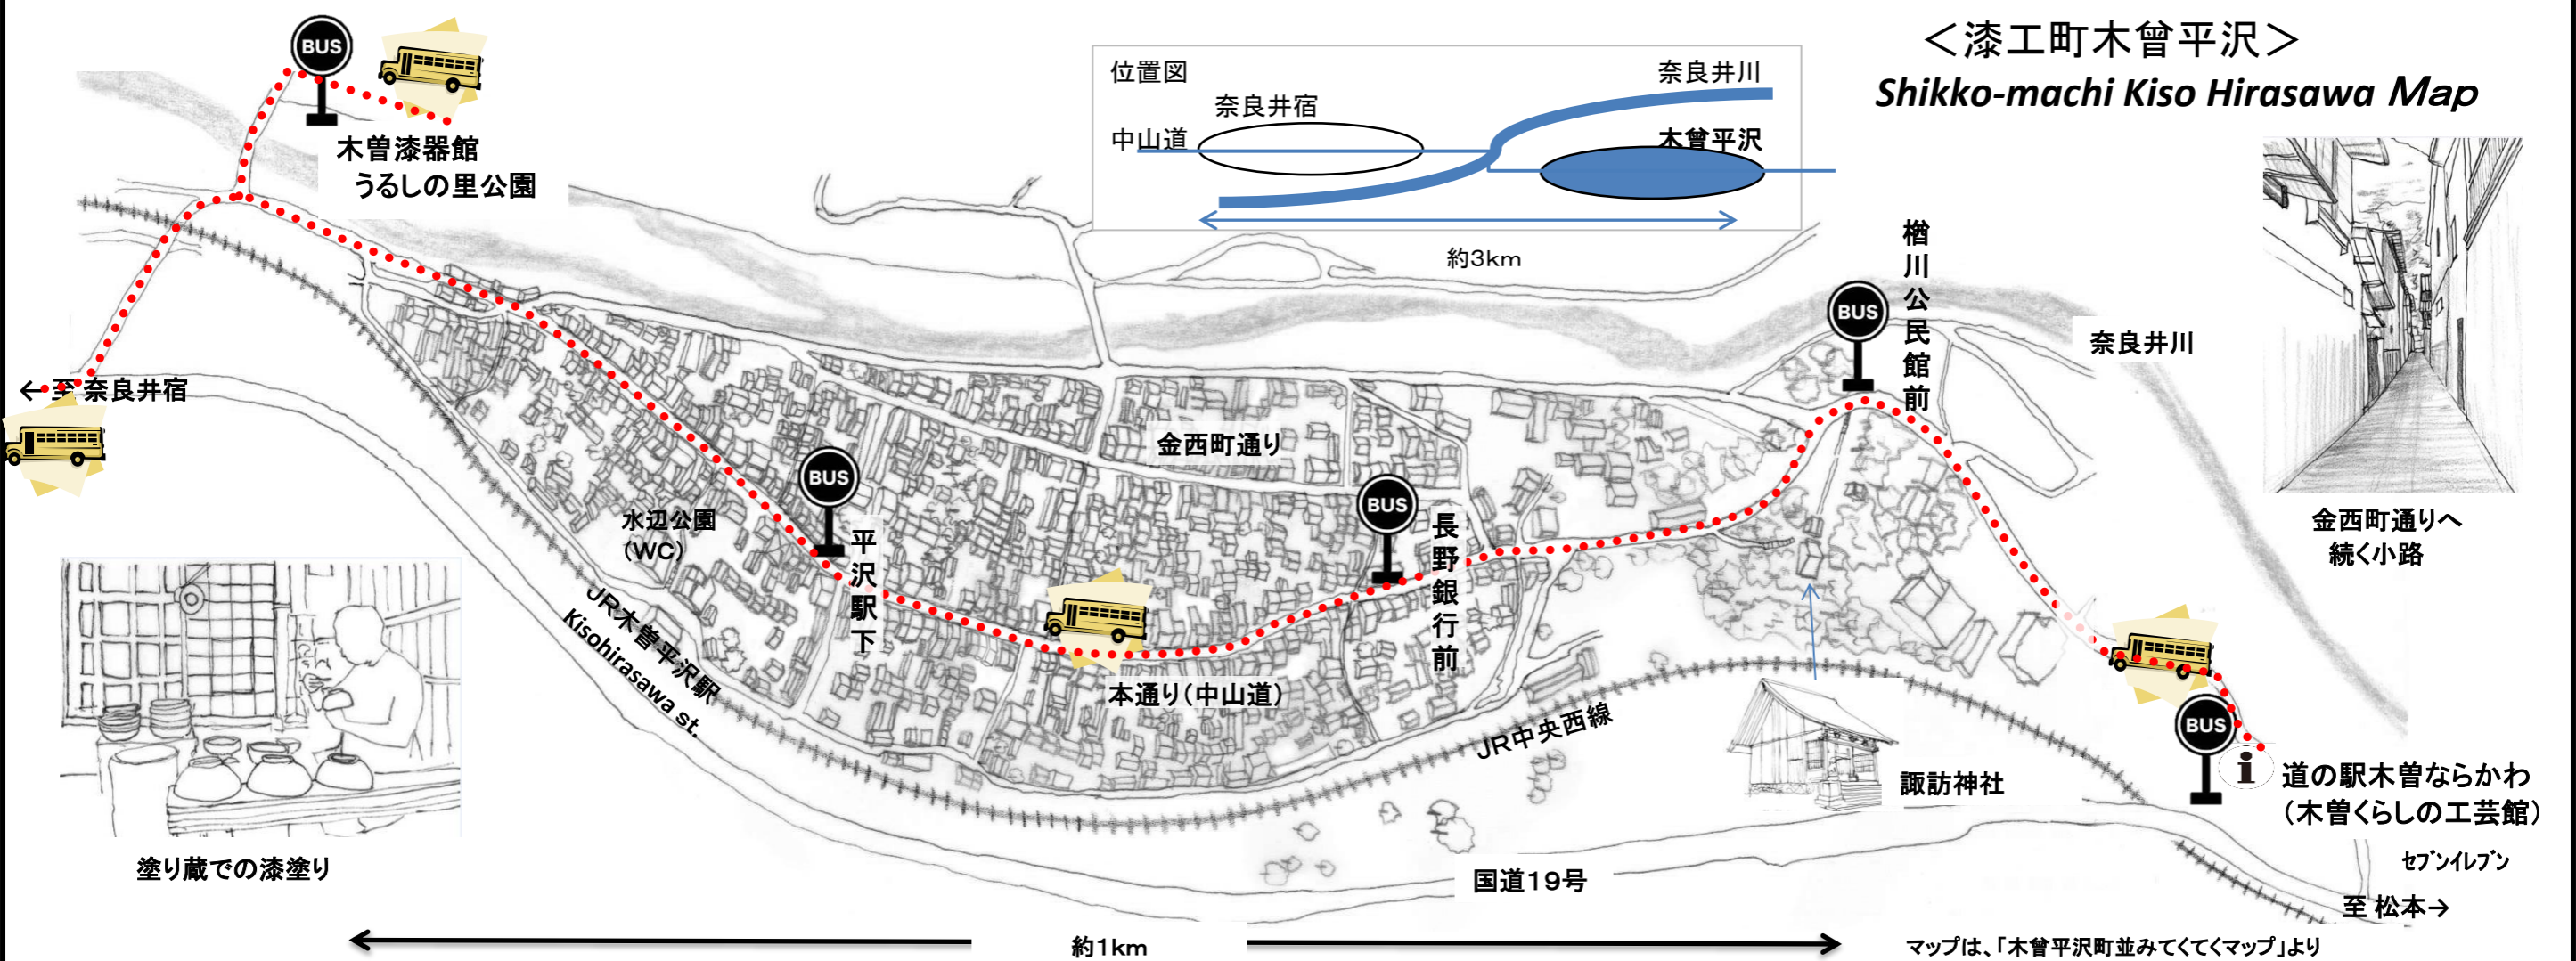 ＜漆工町木曾平沢＞
Shikko-machi Kiso Hirasawa Map
BUS
木曽漆器館
うるしの里公園
位置図
奈良井川
奈良井宿
中山道
木曾平沢
約3km
楢川公民館前
BUS
奈良井川
←至 奈良井宿
金西町通り
BUS
平沢駅下
BUS
長野銀行前
水辺公園
（WC）
金西町通りへ
続く小路
JR木曽平沢駅
Kisohirasawa st.
本通り（中山道）
JR中央西線
諏訪神社
BUS
i
道の駅木曽ならかわ
（木曽くらしの工芸館）
塗り蔵での漆塗り
国道19号
セブンイレブン
至 松本→
約1km
マップは、「木曾平沢町並みてくてくマップ」より